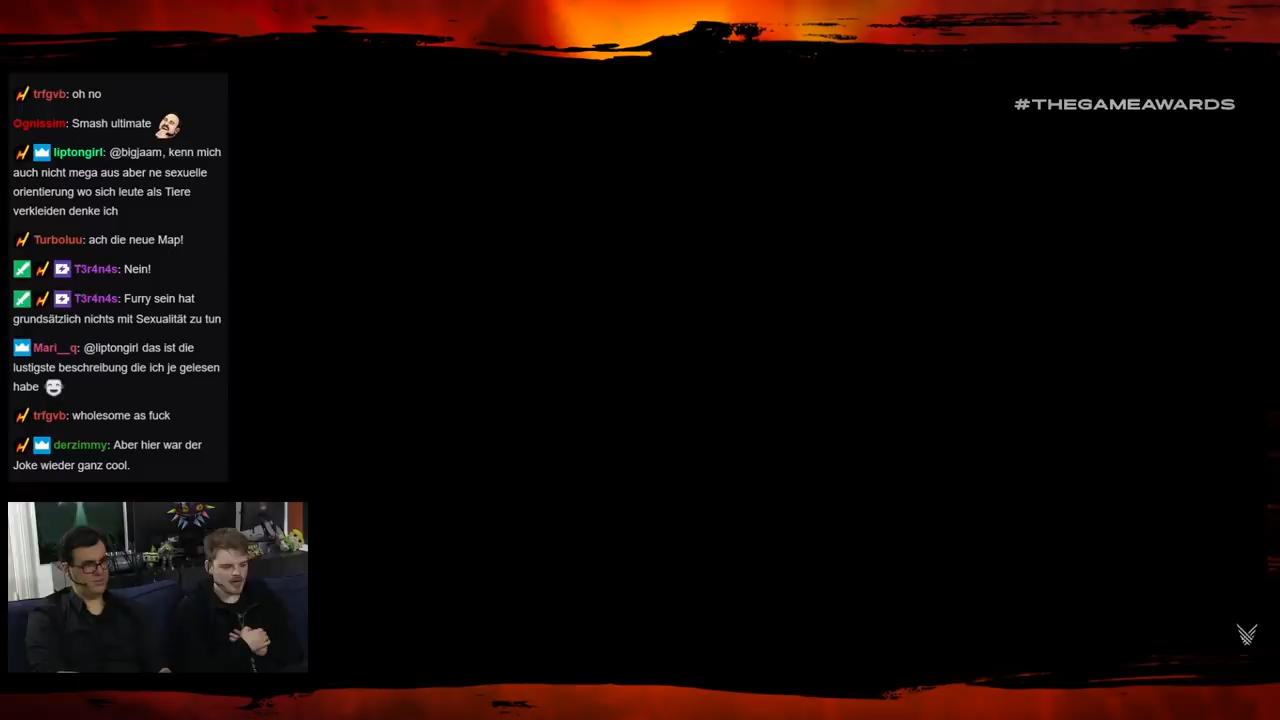 trfgvb: oh no
#THEGAMEAWARDS
Ognissim: Smash ultimate
liptongirl: @bigjaam, kenn mich
auch nicht mega aus aber ne sexuelle
orientierung wo sich leute als Tiere
verkleiden denke ich
Turboluu: ach die neue Map!
T3r4n4s: Nein!
T3r4n4s: Furry sein hat
grundsätzlich nichts mit Sexualität zu tun
Mari__q: @liptongirl das ist die
lustigste beschreibung die ich je gelesen
habe
trfgvb: wholesome as fuck
derzimmy: Aber hier war der
Joke wieder ganz cool.